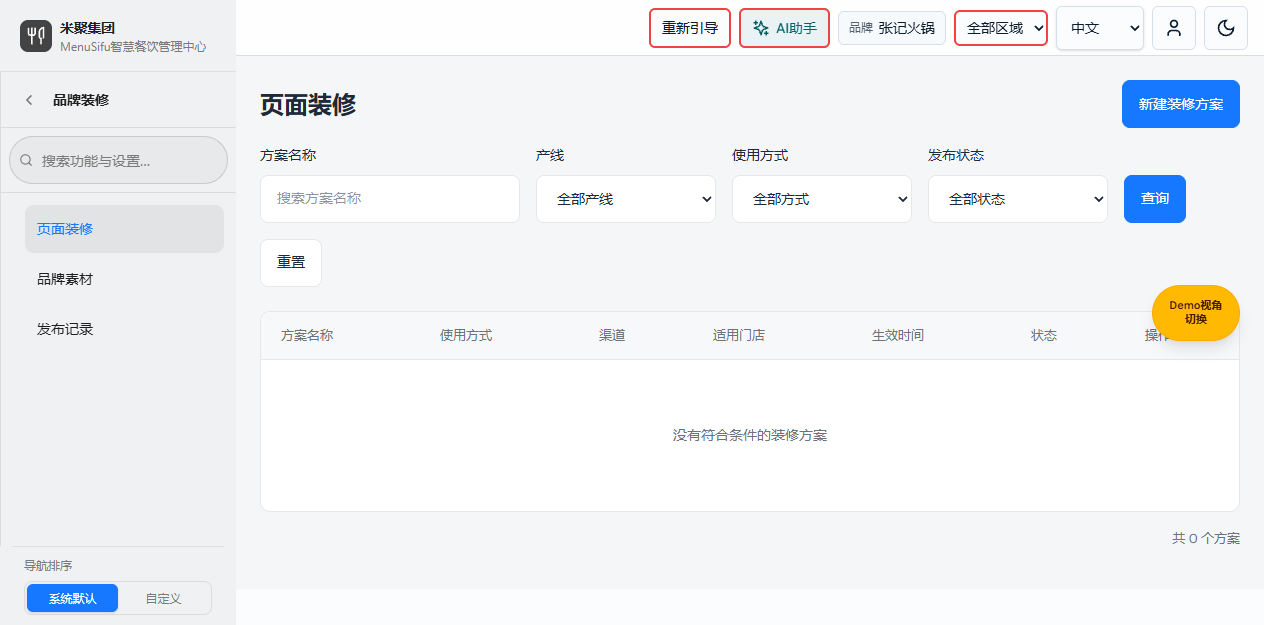 米聚集团
MenuSifu智慧餐饮管理中心
重新引导
AI助手
品牌 张记火锅
全部区域
中文
品牌装修
搜索功能与设置...
页面装修
品牌素材
发布记录
导航排序
系统默认
自定义
页面装修
新建装修方案
方案名称
产线
使用方式
发布状态
搜索方案名称
全部产线
全部方式
全部状态
查询
重置
Demo视角
切换
方案名称 使用方式 渠道 适用门店 生效时间 状态 操作
没有符合条件的装修方案
共 0 个方案